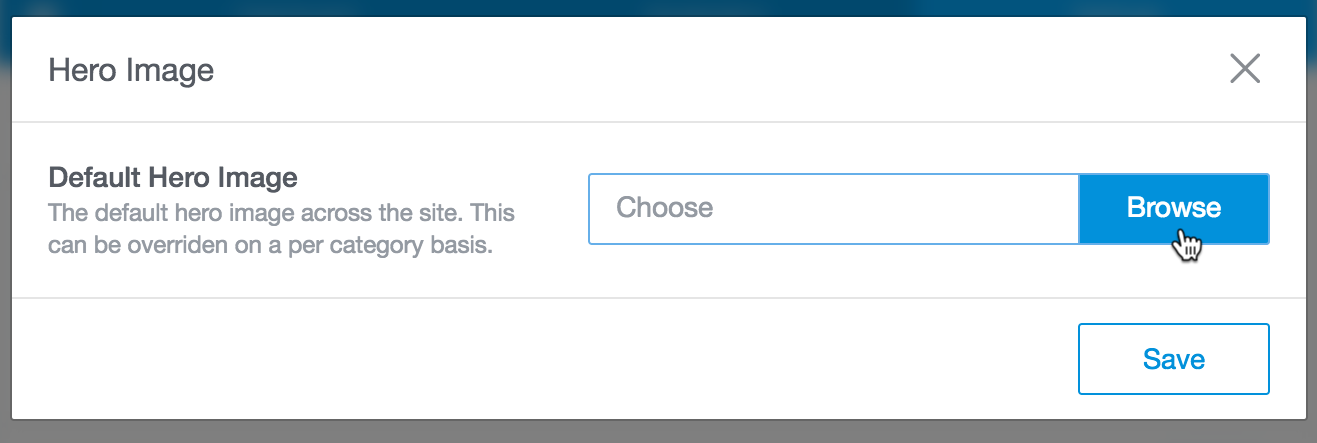 Hero Image
Default Hero Image
The default hero image across the site. This
can be overriden on a per category basis.
Choose
Browse
Save